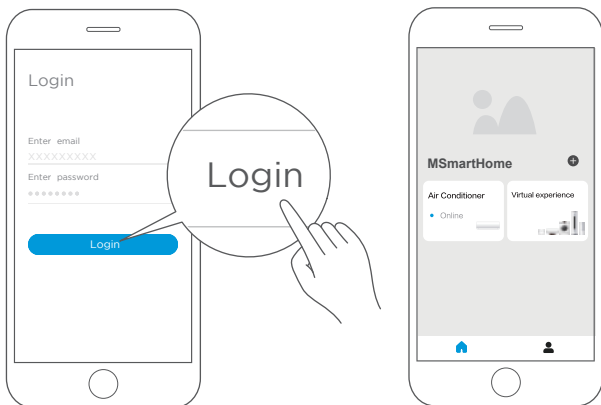 Login
Enter email
XXXXXXXXX
Enter password
Login
Login
MSmartHome
Air Conditioner
Online
Virtual experience